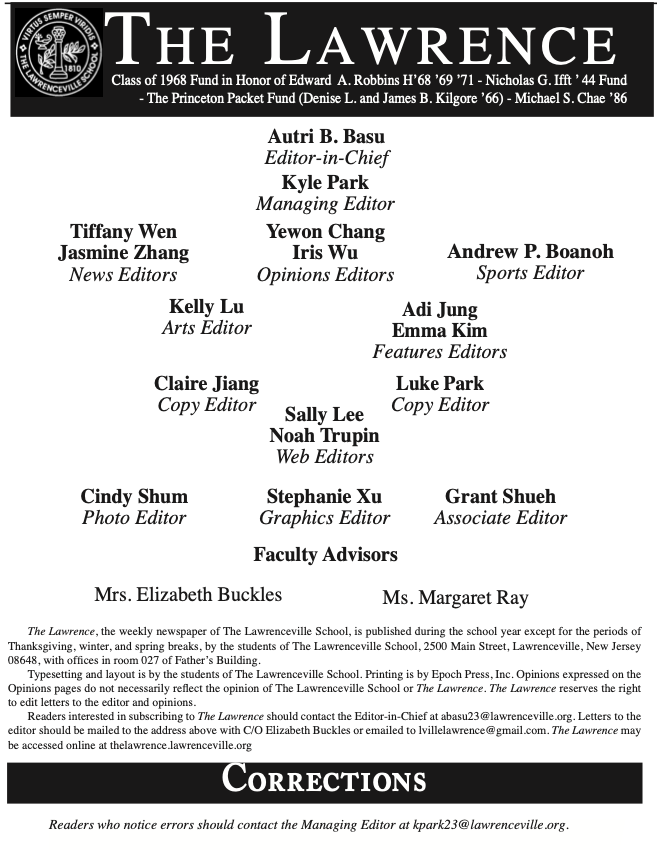 VIRTUS SEMPER VIRIDIS
THE LAWRENCEVILLE SCHOOL
1810
THE LAWRENCE
Class of 1968 Fund in Honor of Edward A. Robbins H’68 ’69 ’71 - Nicholas G. Ifft ’ 44 Fund
- The Princeton Packet Fund (Denise L. and James B. Kilgore ’66) - Michael S. Chae ’86
Autri B. Basu
Editor-in-Chief
Kyle Park
Managing Editor
Tiffany Wen
Jasmine Zhang
News Editors
Yewon Chang
Iris Wu
Opinions Editors
Andrew P. Boanoh
Sports Editor
Kelly Lu
Arts Editor
Adi Jung
Emma Kim
Features Editors
Claire Jiang
Copy Editor
Luke Park
Copy Editor
Sally Lee
Noah Trupin
Web Editors
Cindy Shum
Photo Editor
Stephanie Xu
Graphics Editor
Grant Shueh
Associate Editor
Faculty Advisors
Mrs. Elizabeth Buckles
Ms. Margaret Ray
The Lawrence, the weekly newspaper of The Lawrenceville School, is published during the school year except for the periods of
Thanksgiving, winter, and spring breaks, by the students of The Lawrenceville School, 2500 Main Street, Lawrenceville, New Jersey
08648, with offices in room 027 of Father’s Building.
Typesetting and layout is by the students of The Lawrenceville School. Printing is by Epoch Press, Inc. Opinions expressed on the
Opinions pages do not necessarily reflect the opinion of The Lawrenceville School or The Lawrence. The Lawrence reserves the right
to edit letters to the editor and opinions.
Readers interested in subscribing to The Lawrence should contact the Editor-in-Chief at abasu23@lawrenceville.org. Letters to the
editor should be mailed to the address above with C/O Elizabeth Buckles or emailed to lvillelawrence@gmail.com. The Lawrence may
be accessed online at thelawrence.lawrenceville.org
CORRECTIONS
Readers who notice errors should contact the Managing Editor at kpark23@lawrenceville.org.